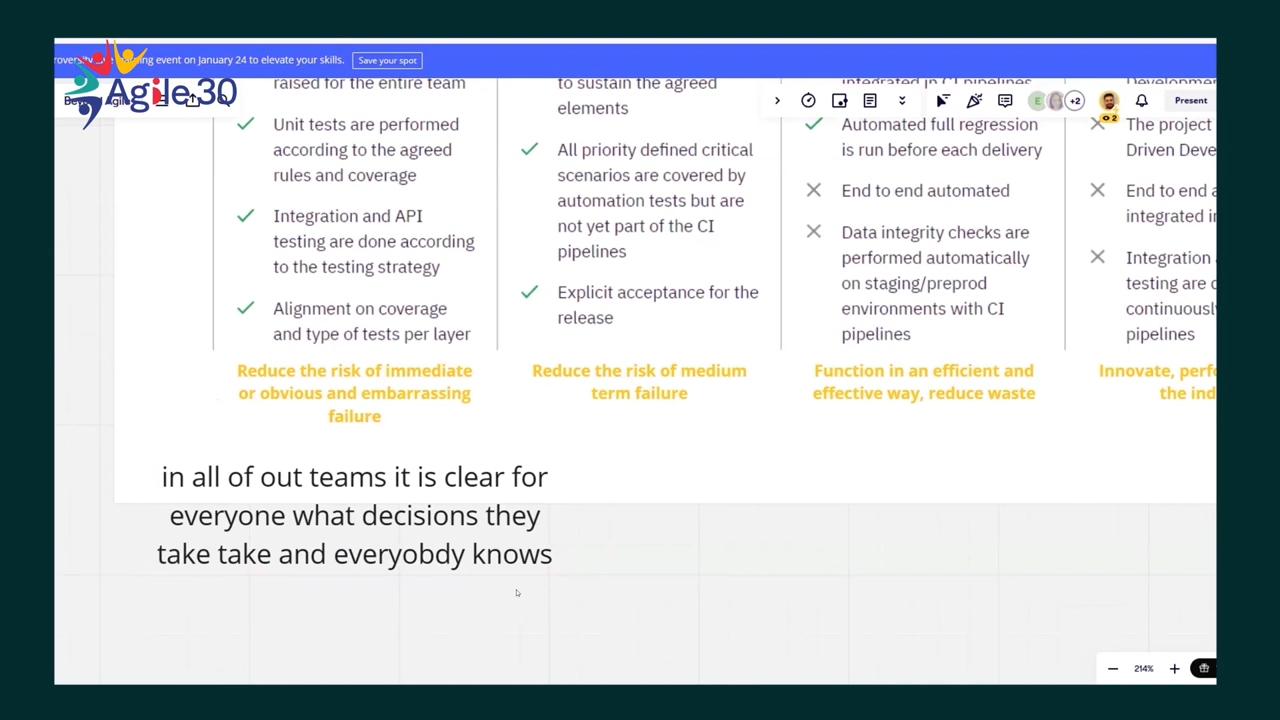 roversity
ning event on January 24 to elevate your skills.
Save your spot
Agile30
raised for the entire team
Unit tests are performed
according to the agreed
rules and coverage
Integration and API
testing are done according
to the testing strategy
Alignment on coverage
and type of tests per layer
Reduce the risk of immediate
or obvious and embarrassing
failure
to sustain the agreed
elements
All priority defined critical
scenarios are covered by
automation tests but are
not yet part of the CI
pipelines
Explicit acceptance for the
release
Reduce the risk of medium
term failure
integrated in CI pipelines
Automated full regression
is run before each delivery
End to end automated
Data integrity checks are
performed automatically
on staging/preprod
environments with CI
pipelines
Function in an efficient and
effective way, reduce waste
E
+2
2
Present
The project
Driven Deve
End to end
integrated i
Integration
testing are
continuously
pipelines
Innovate, perf
the ind
in all of out teams it is clear for
everyone what decisions they
take take and everyobdy knows
214%